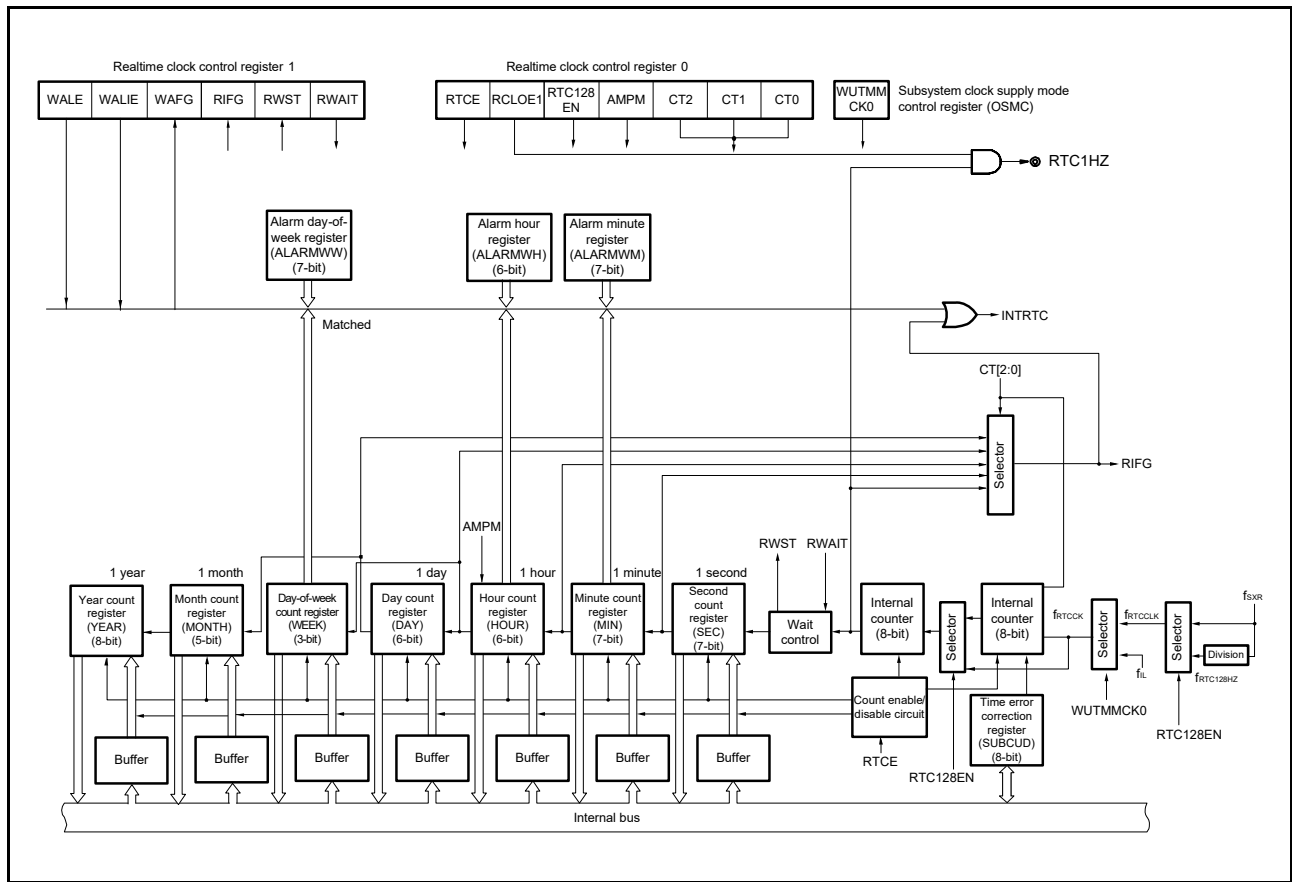 Realtime clock control register 1
WALE WALIE WAFG RIFG RWST RWAIT
Realtime clock control register 0
RTCE RCLOE1 RTC128 EN AMPM CT2 CT1 CT0
WUTMM
CK0
Subsystem clock supply mode
control register (OSMC)
RTC1HZ
Alarm day-of-
week register
(ALARMWW)
(7-bit)
Alarm hour
register
(ALARMWH)
(6-bit)
Alarm minute
register
(ALARMWM)
(7-bit)
Matched
INTRTC
CT[2:0]
Selector
RIFG
AMPM
RWST
RWAIT
1 year
1 month
1 day
1 hour
1 minute
1 second
Year count
register
(YEAR)
(8-bit)
Month count
register
(MONTH)
(5-bit)
Day-of-week
count register
(WEEK)
(3-bit)
Day count
register
(DAY)
(6-bit)
Hour count
register
(HOUR)
(6-bit)
Minute count
register
(MIN)
(7-bit)
Second
count
register
(SEC)
(7-bit)
Wait
control
Internal
counter
(8-bit)
Selector
Internal
counter
(8-bit)
fRTCCK
Selector
fRTCCLK
fIL
Selector
fSXR
Division
fRTC128HZ
WUTMMCK0
RTC128EN
Count enable/
disable circuit
RTCE
RTC128EN
Time error
correction
register
(SUBCUD)
(8-bit)
Buffer
Buffer
Buffer
Buffer
Buffer
Buffer
Buffer
Internal bus